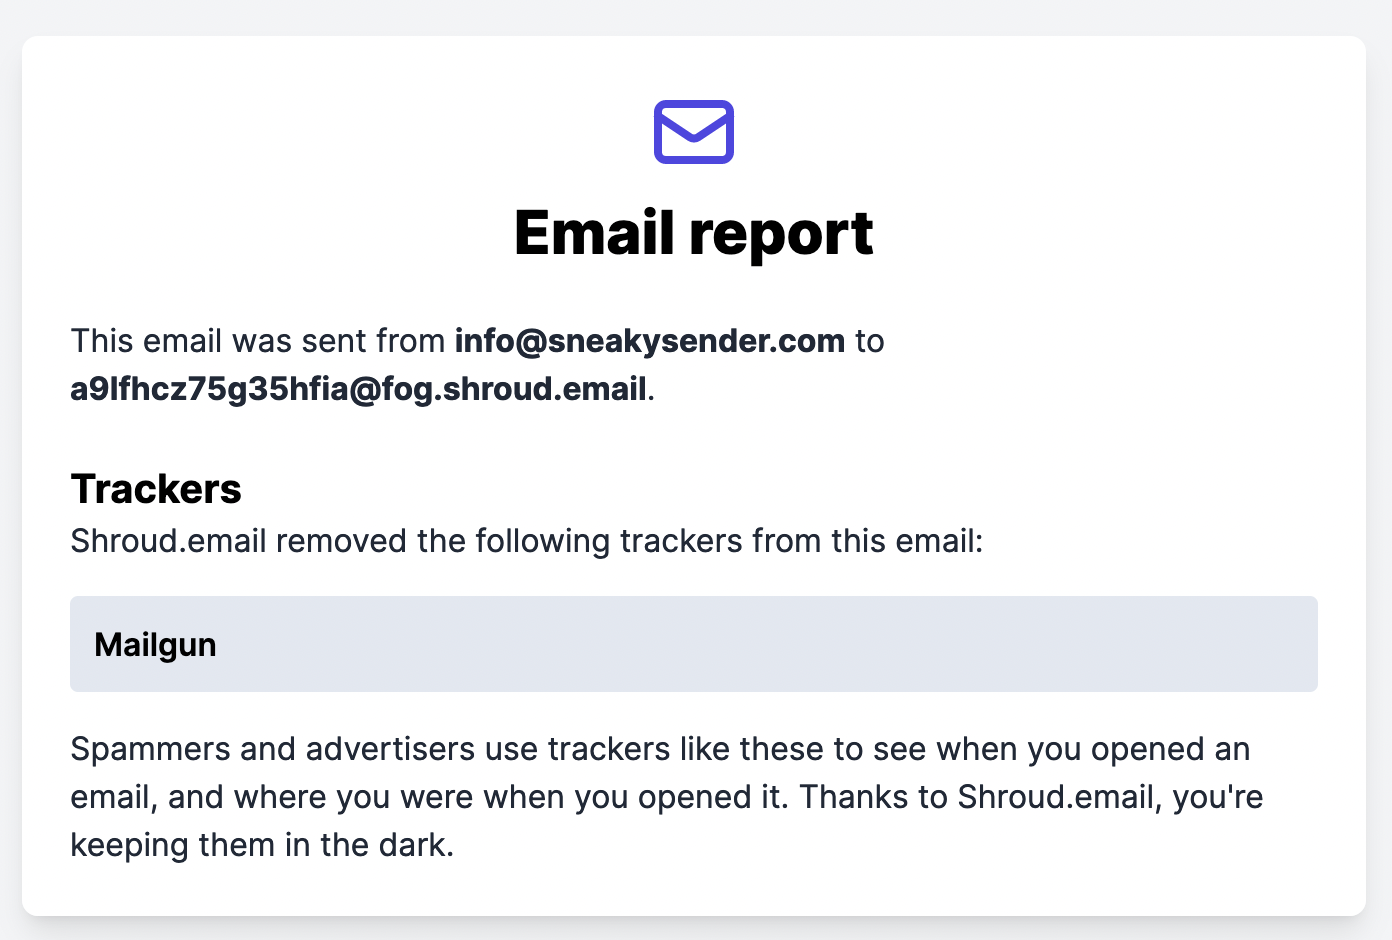 Email report
This email was sent from info@sneakysender.com to
a9lfhcz75g35hfia@fog.shroud.email.
Trackers
Shroud.email removed the following trackers from this email:
Mailgun
Spammers and advertisers use trackers like these to see when you opened an
email, and where you were when you opened it. Thanks to Shroud.email, you're
keeping them in the dark.